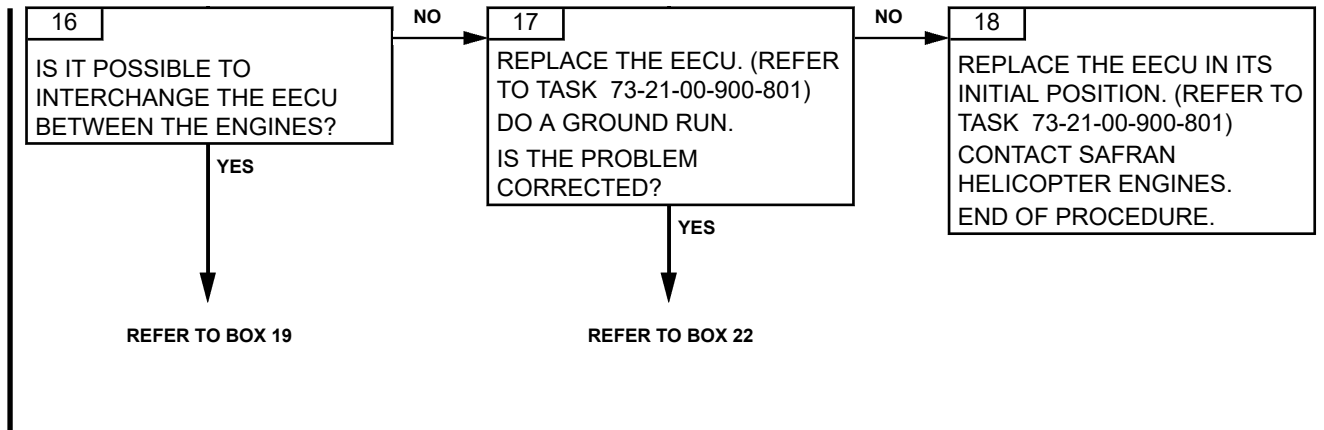 16
IS IT POSSIBLE TO
INTERCHANGE THE EECU
BETWEEN THE ENGINES?
NO
YES
REFER TO BOX 19
17
REPLACE THE EECU. (REFER
TO TASK 73-21-00-900-801)
DO A GROUND RUN.
IS THE PROBLEM
CORRECTED?
NO
YES
REFER TO BOX 22
18
REPLACE THE EECU IN ITS
INITIAL POSITION. (REFER TO
TASK 73-21-00-900-801)
CONTACT SAFRAN
HELICOPTER ENGINES.
END OF PROCEDURE.